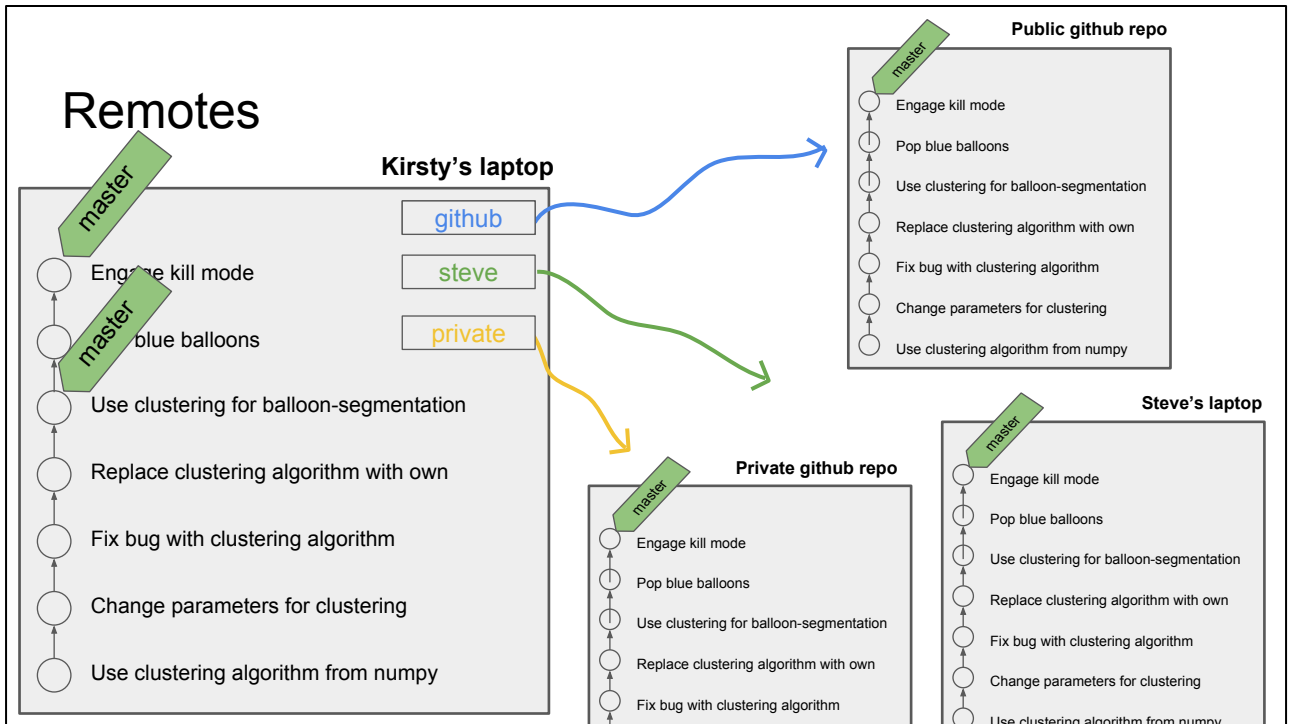 Remotes
Kirsty's laptop
master
github
steve
private
Engage kill mode
master
blue balloons
Use clustering for balloon-segmentation
Replace clustering algorithm with own
Fix bug with clustering algorithm
Change parameters for clustering
Use clustering algorithm from numpy
Public github repo
master
Engage kill mode
Pop blue balloons
Use clustering for balloon-segmentation
Replace clustering algorithm with own
Fix bug with clustering algorithm
Change parameters for clustering
Use clustering algorithm from numpy
Private github repo
master
Engage kill mode
Pop blue balloons
Use clustering for balloon-segmentation
Replace clustering algorithm with own
Fix bug with clustering algorithm
Steve's laptop
master
Engage kill mode
Pop blue balloons
Use clustering for balloon-segmentation
Replace clustering algorithm with own
Fix bug with clustering algorithm
Change parameters for clustering
Use clustering algorithm from numpy